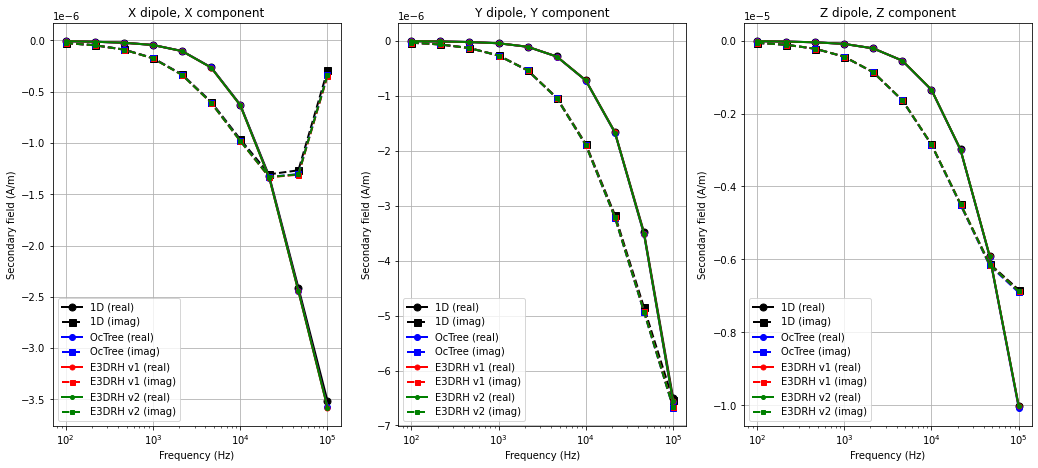 X dipole, X component
1e−6
0.0
−0.5
−1.0
−1.5
−2.0
−2.5
−3.0
−3.5
Secondary field (A/m)
10² 10³ 10⁴ 10⁵
Frequency (Hz)
1D (real)
1D (imag)
OcTree (real)
OcTree (imag)
E3DRH v1 (real)
E3DRH v1 (imag)
E3DRH v2 (real)
E3DRH v2 (imag)
Y dipole, Y component
1e−6
0
−1
−2
−3
−4
−5
−6
−7
Secondary field (A/m)
10² 10³ 10⁴ 10⁵
Frequency (Hz)
1D (real)
1D (imag)
OcTree (real)
OcTree (imag)
E3DRH v1 (real)
E3DRH v1 (imag)
E3DRH v2 (real)
E3DRH v2 (imag)
Z dipole, Z component
1e−5
0.0
−0.2
−0.4
−0.6
−0.8
−1.0
Secondary field (A/m)
10² 10³ 10⁴ 10⁵
Frequency (Hz)
1D (real)
1D (imag)
OcTree (real)
OcTree (imag)
E3DRH v1 (real)
E3DRH v1 (imag)
E3DRH v2 (real)
E3DRH v2 (imag)